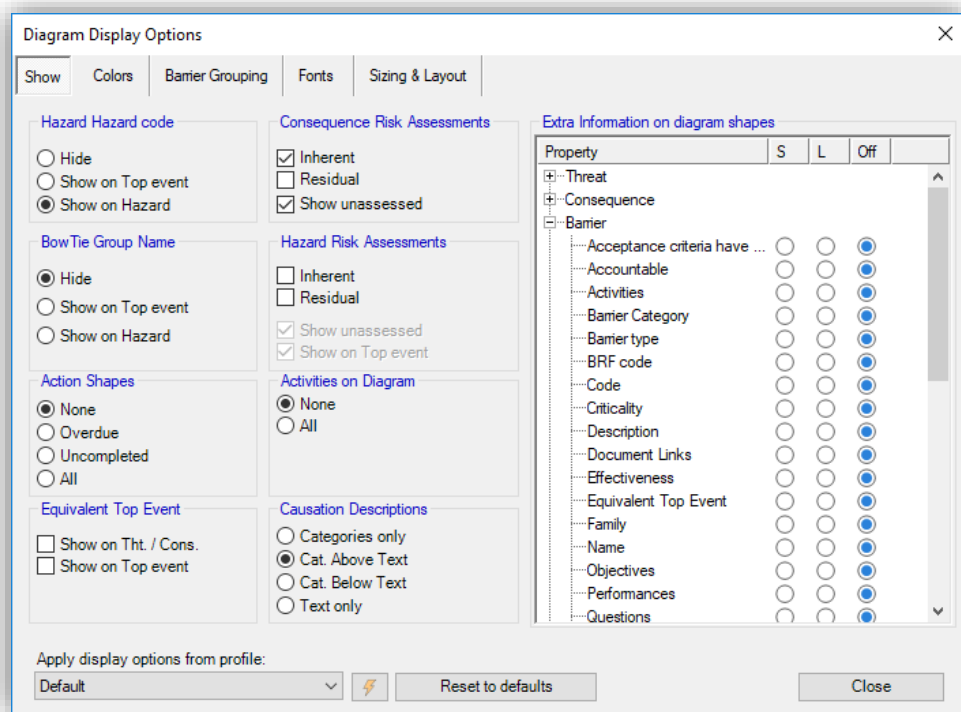 Diagram Display Options
Show Colors Barrier Grouping Fonts Sizing & Layout
Hazard Hazard code
Hide
Show on Top event
Show on Hazard
BowTie Group Name
Hide
Show on Top event
Show on Hazard
Action Shapes
None
Overdue
Uncompleted
All
Equivalent Top Event
Show on Tht. / Cons.
Show on Top event
Consequence Risk Assessments
Inherent
Residual
Show unassessed
Hazard Risk Assessments
Inherent
Residual
Show unassessed
Show on Top event
Activities on Diagram
None
All
Causation Descriptions
Categories only
Cat. Above Text
Cat. Below Text
Text only
Extra Information on diagram shapes
Property S L Off
Threat
Consequence
Barrier
Acceptance criteria have ...
Accountable
Activities
Barrier Category
Barrier type
BRF code
Code
Criticality
Description
Document Links
Effectiveness
Equivalent Top Event
Family
Name
Objectives
Performances
Questions
Apply display options from profile:
Default
Reset to defaults
Close